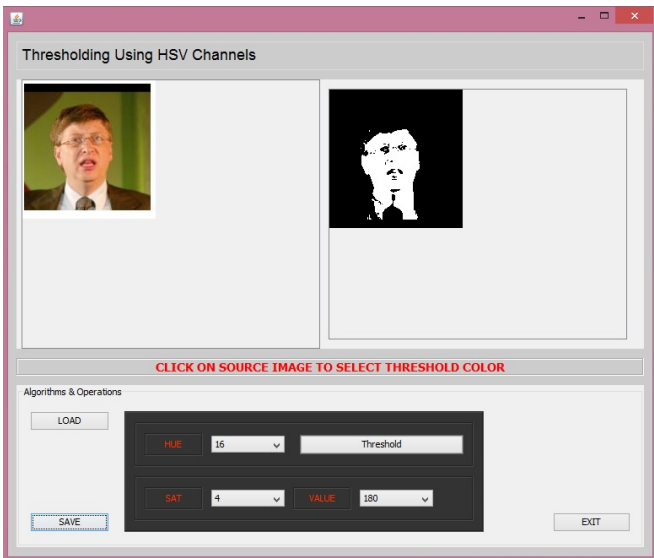 Thresholding Using HSV Channels
CLICK ON SOURCE IMAGE TO SELECT THRESHOLD COLOR
Algorithms & Operations
LOAD
HUE 16 Threshold
SAT 4 VALUE 180
SAVE EXIT